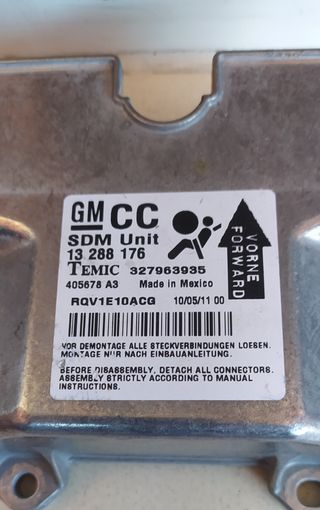 GM CC
SDM Unit
13 288 176
TEMIC 327963935
405678 A3 Made in Mexico
RQV1E10ACG 10/05/11 00
VORNE
FORWARD
VOR DEMONTAGE ALLE STECKVERBINDUNGEN LOESEN.
MONTAGE NUR NACH EINBAUANLEITUNG.
BEFORE DISASSEMBLY, DETACH ALL CONNECTORS.
ASSEMBLY STRICTLY ACCORDING TO MANUAL
INSTRUCTIONS.